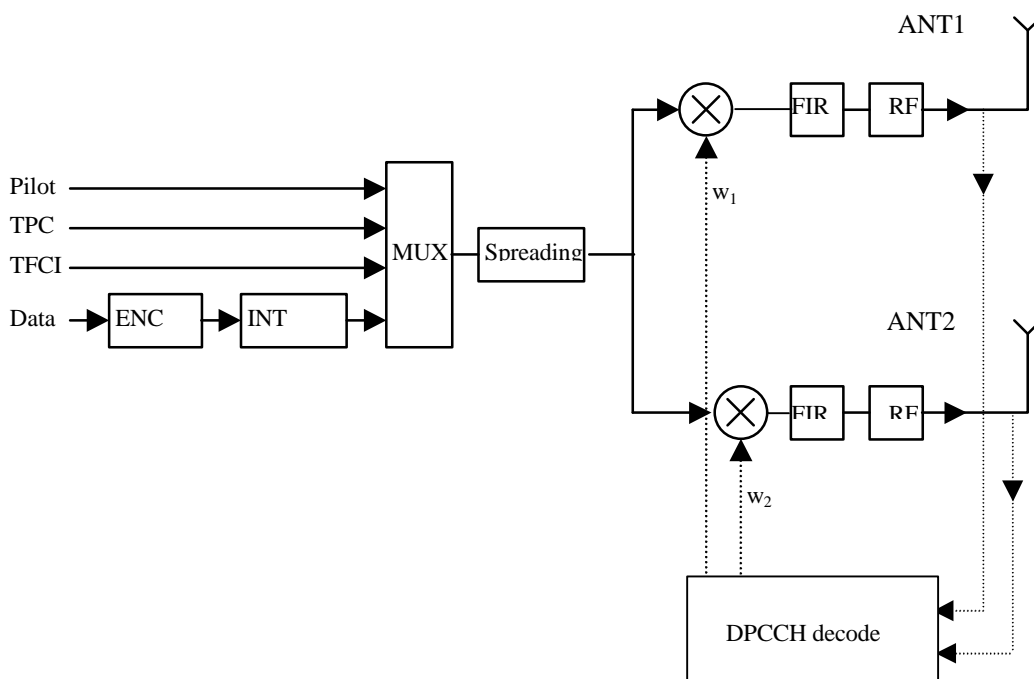 ANT1
FIR
RF
Pilot
w1
TPC
MUX
Spreading
TFCI
Data
ENC
INT
ANT2
FIR
RF
w2
DPCCH decode